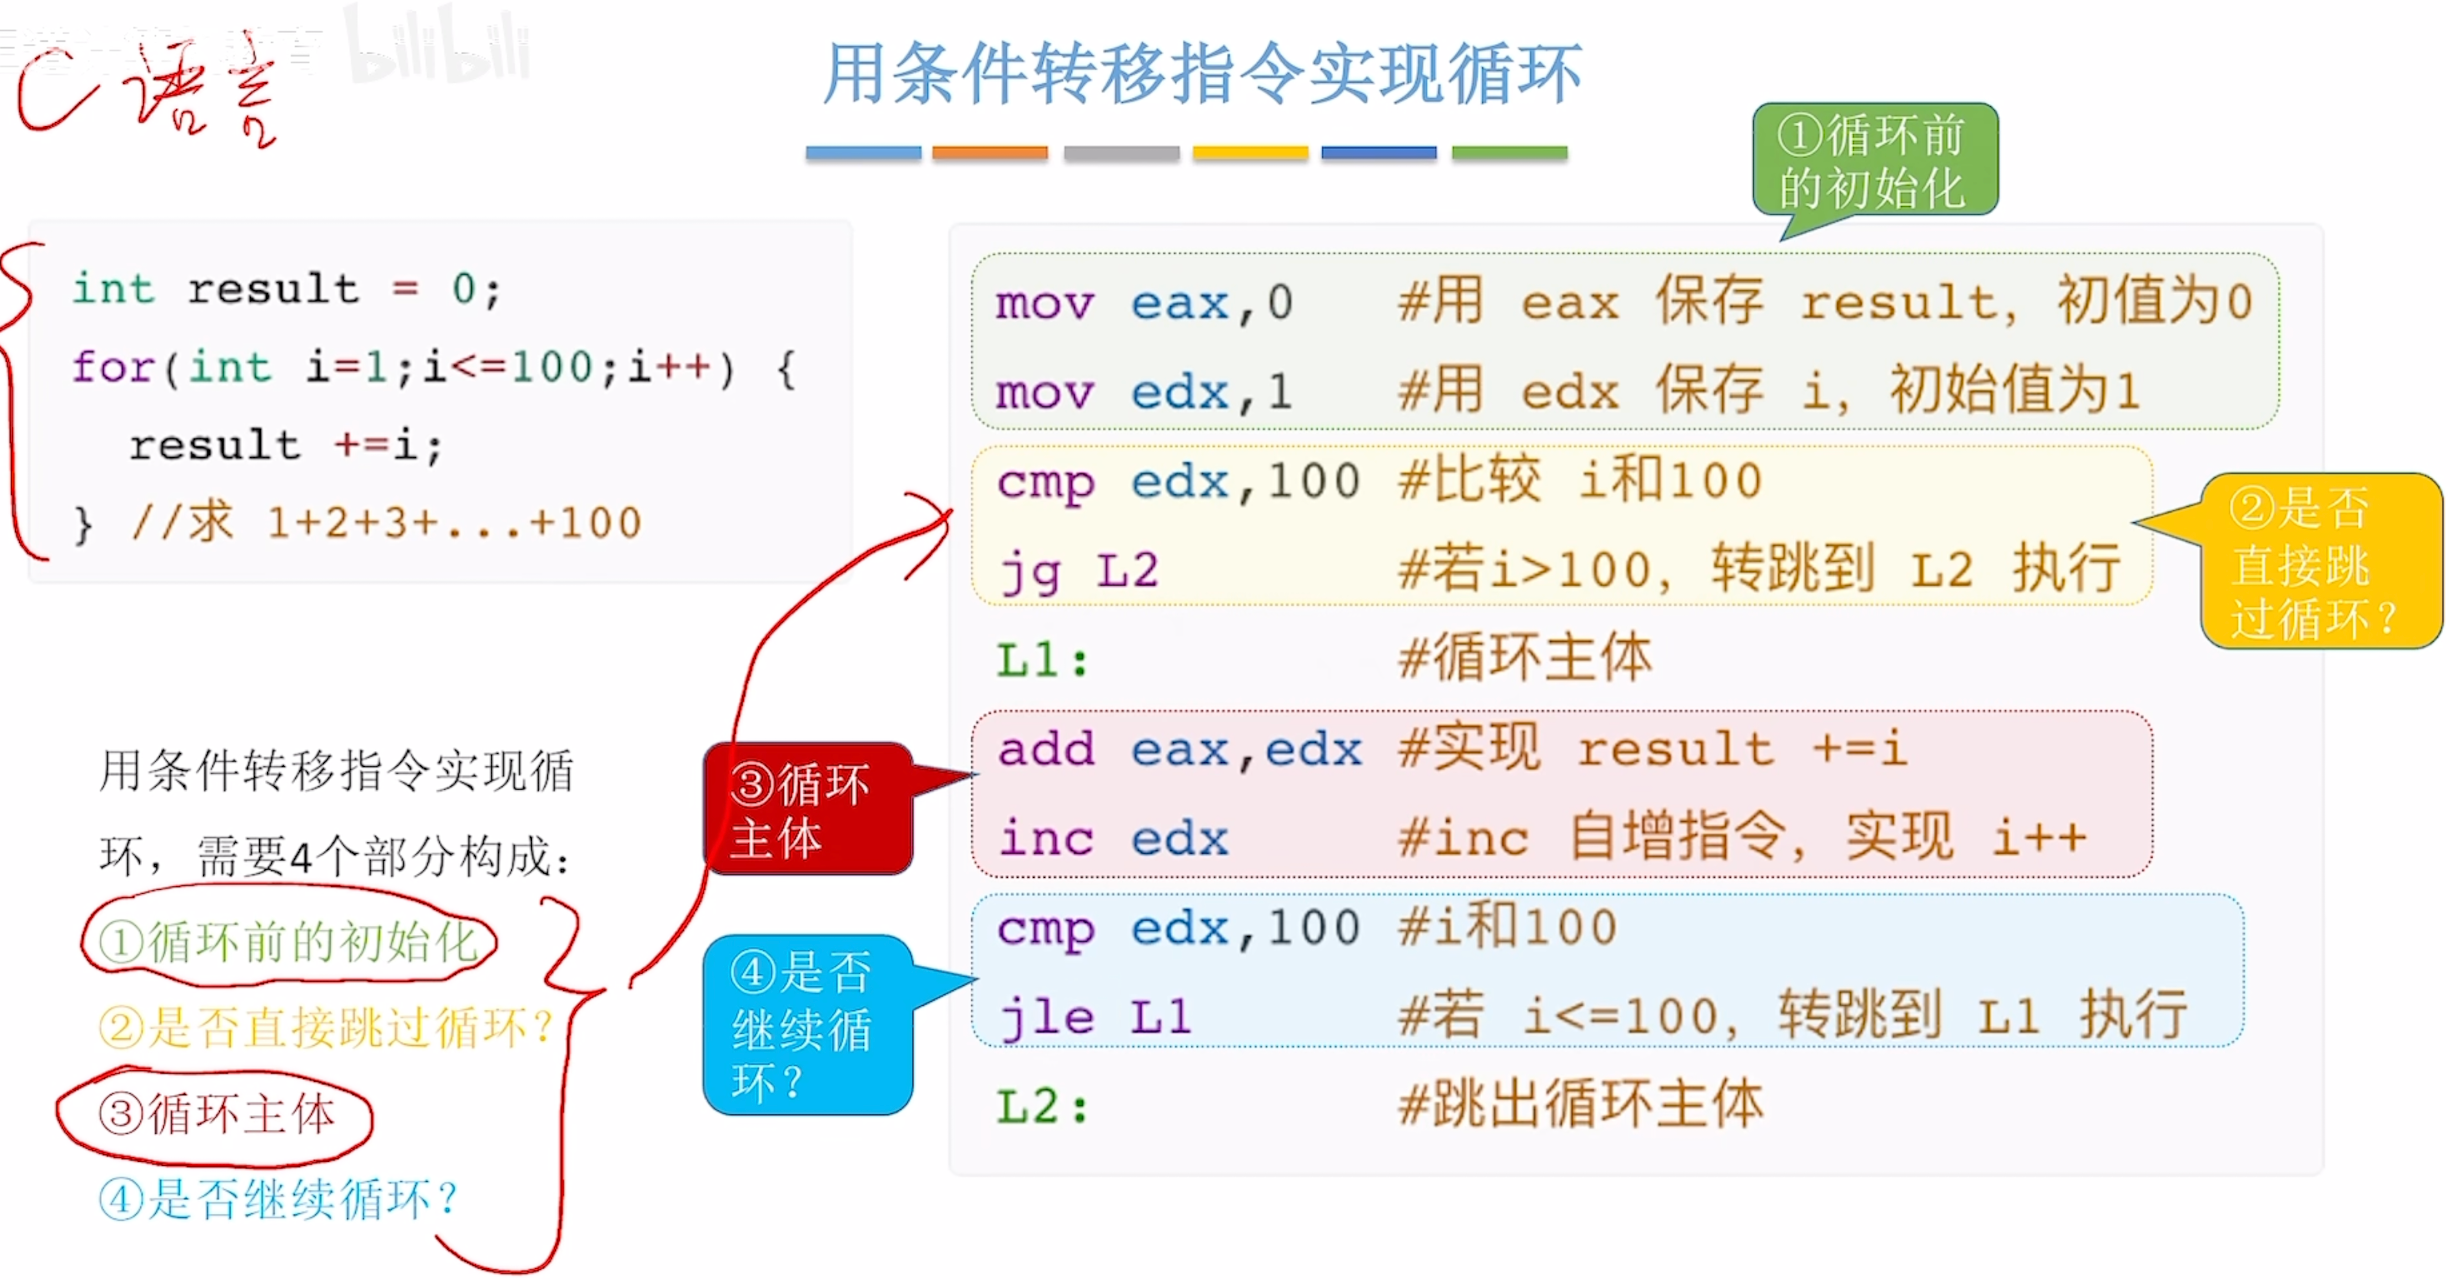 C语言
bilibili
用条件转移指令实现循环
int result = 0;
for(int i=1;i<=100;i++) {
result +=i;
} //求 1+2+3+...+100
用条件转移指令实现循
环，需要4个部分构成：
①循环前的初始化
②是否直接跳过循环？
③循环主体
④是否继续循环？
①循环前
的初始化
mov eax,0 #用 eax 保存 result，初值为0
mov edx,1 #用 edx 保存 i，初始值为1
cmp edx,100 #比较 i和100
jg L2 #若i>100，转跳到 L2 执行
②是否
直接跳
过循环？
L1: #循环主体
③循环
主体
add eax,edx #实现 result +=i
inc edx #inc 自增指令，实现 i++
④是否
继续循
环？
cmp edx,100 #i和100
jle L1 #若 i<=100，转跳到 L1 执行
L2: #跳出循环主体